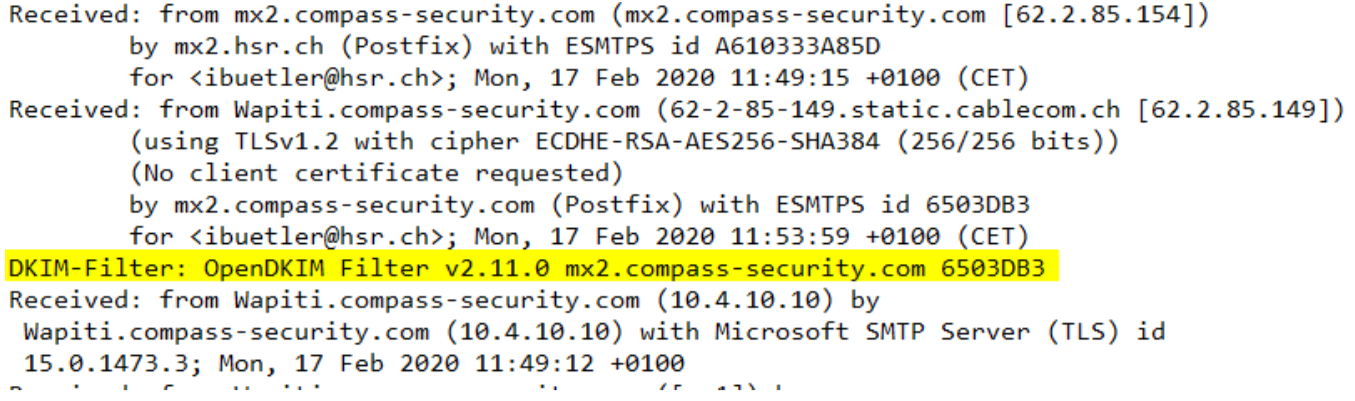 Received: from mx2.compass-security.com (mx2.compass-security.com [62.2.85.154])
by mx2.hsr.ch (Postfix) with ESMTPS id A610333A85D
for <ibuetler@hsr.ch>; Mon, 17 Feb 2020 11:49:15 +0100 (CET)
Received: from Wapiti.compass-security.com (62-2-85-149.static.cablecom.ch [62.2.85.149])
(using TLSv1.2 with cipher ECDHE-RSA-AES256-SHA384 (256/256 bits))
(No client certificate requested)
by mx2.compass-security.com (Postfix) with ESMTPS id 6503DB3
for <ibuetler@hsr.ch>; Mon, 17 Feb 2020 11:53:59 +0100 (CET)
DKIM-Filter: OpenDKIM Filter v2.11.0 mx2.compass-security.com 6503DB3
Received: from Wapiti.compass-security.com (10.4.10.10) by
Wapiti.compass-security.com (10.4.10.10) with Microsoft SMTP Server (TLS) id
15.0.1473.3; Mon, 17 Feb 2020 11:49:12 +0100